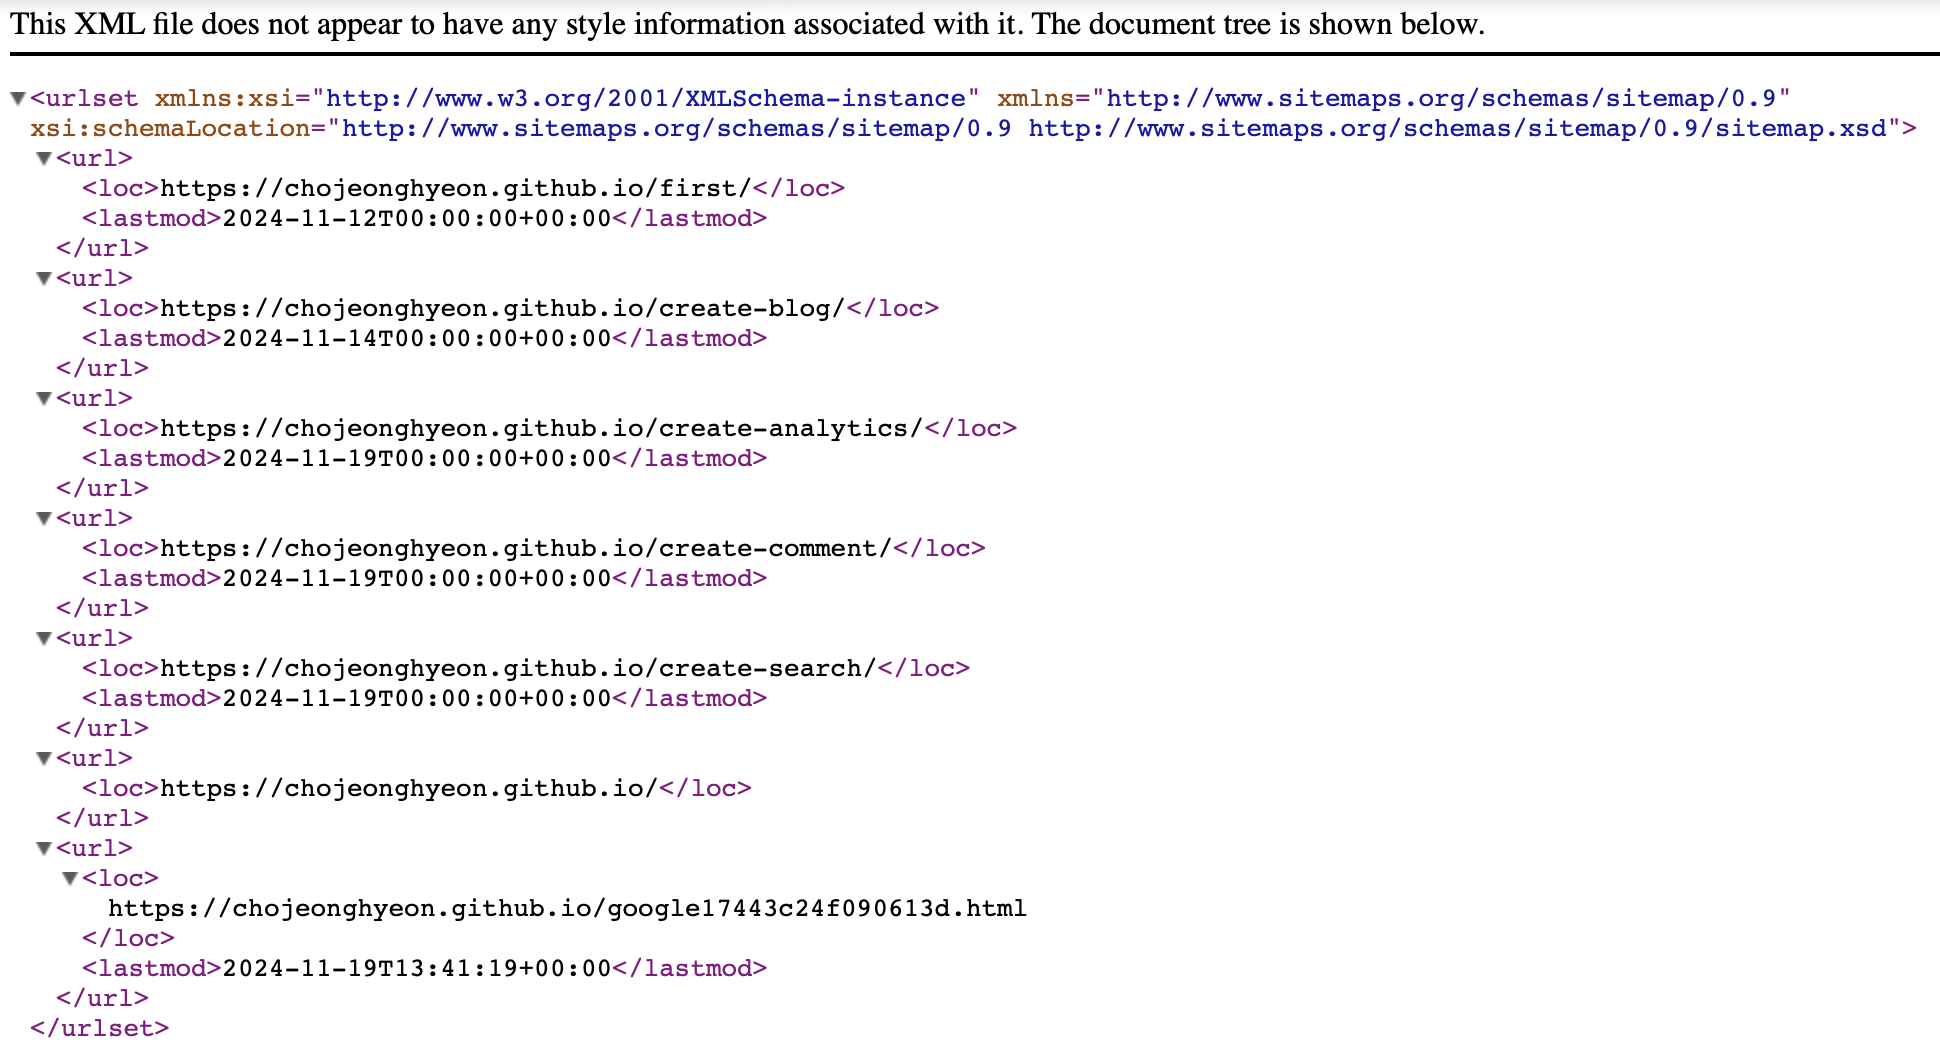 This XML file does not appear to have any style information associated with it. The document tree is shown below.
▼<urlset xmlns:xsi="http://www.w3.org/2001/XMLSchema-instance" xmlns="http://www.sitemaps.org/schemas/sitemap/0.9"
xsi:schemaLocation="http://www.sitemaps.org/schemas/sitemap/0.9 http://www.sitemaps.org/schemas/sitemap/0.9/sitemap.xsd">
▼<url>
<loc>https://chojeonghyeon.github.io/first/</loc>
<lastmod>2024-11-12T00:00:00+00:00</lastmod>
</url>
▼<url>
<loc>https://chojeonghyeon.github.io/create-blog/</loc>
<lastmod>2024-11-14T00:00:00+00:00</lastmod>
</url>
▼<url>
<loc>https://chojeonghyeon.github.io/create-analytics/</loc>
<lastmod>2024-11-19T00:00:00+00:00</lastmod>
</url>
▼<url>
<loc>https://chojeonghyeon.github.io/create-comment/</loc>
<lastmod>2024-11-19T00:00:00+00:00</lastmod>
</url>
▼<url>
<loc>https://chojeonghyeon.github.io/create-search/</loc>
<lastmod>2024-11-19T00:00:00+00:00</lastmod>
</url>
▼<url>
<loc>https://chojeonghyeon.github.io/</loc>
</url>
▼<url>
▼<loc>
https://chojeonghyeon.github.io/google17443c24f090613d.html
</loc>
<lastmod>2024-11-19T13:41:19+00:00</lastmod>
</url>
</urlset>